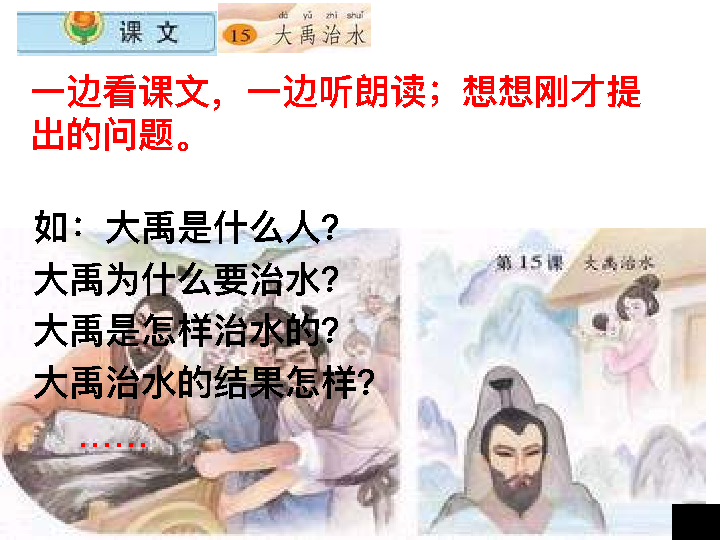 课 文
dà yǔ zhì shuǐ
15 大禹治水
一边看课文，一边听朗读；想想刚才提
出的问题。
如：大禹是什么人？
大禹为什么要治水？
第15课 大禹治水
大禹是怎样治水的？
大禹治水的结果怎样？
……